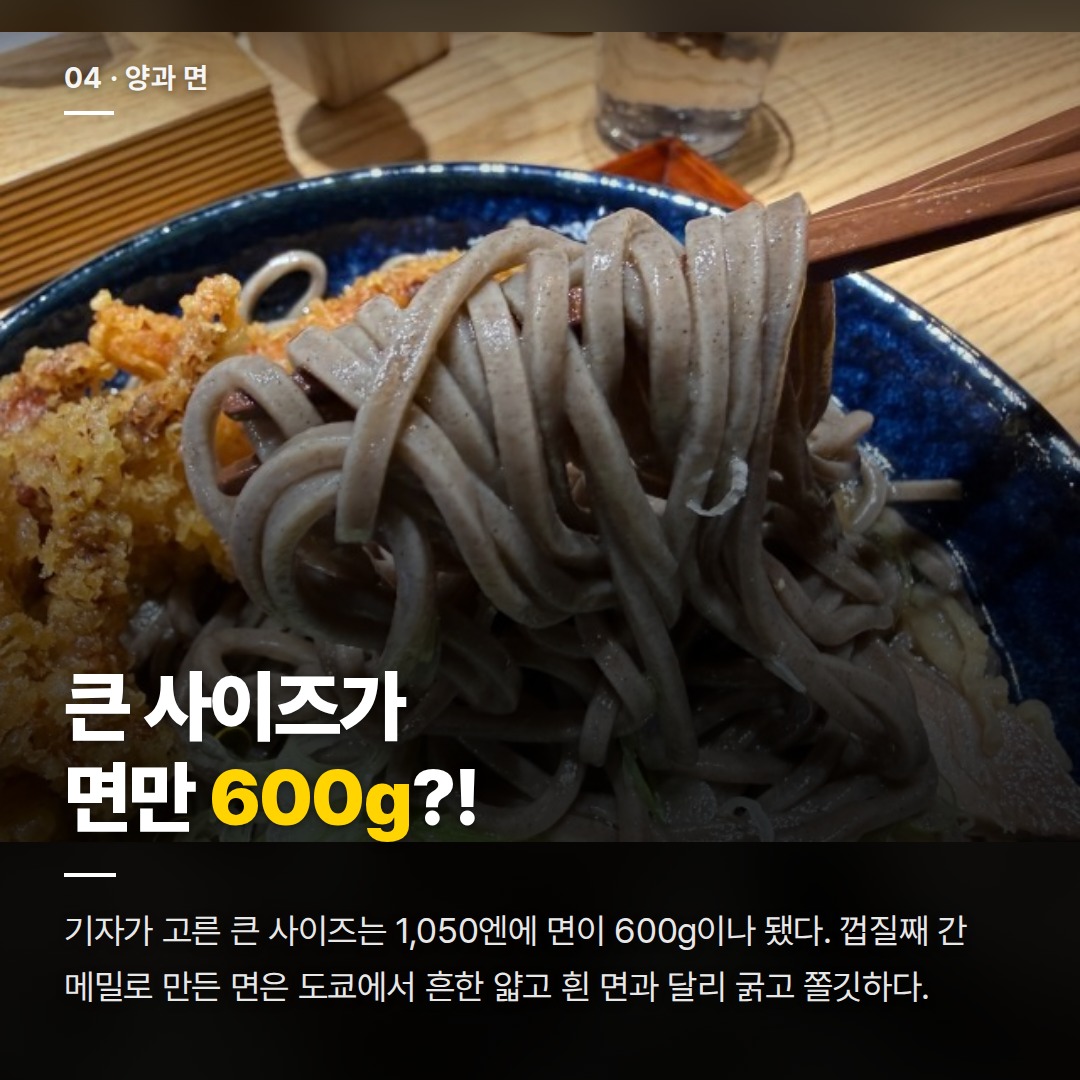 04 · 양과 면
큰 사이즈가
면만 600g?!
기자가 고른 큰 사이즈는 1,050엔에 면이 600g이나 됐다. 껍질째 간
메밀로 만든 면은 도쿄에서 흔한 얇고 흰 면과 달리 굵고 쫄깃하다.